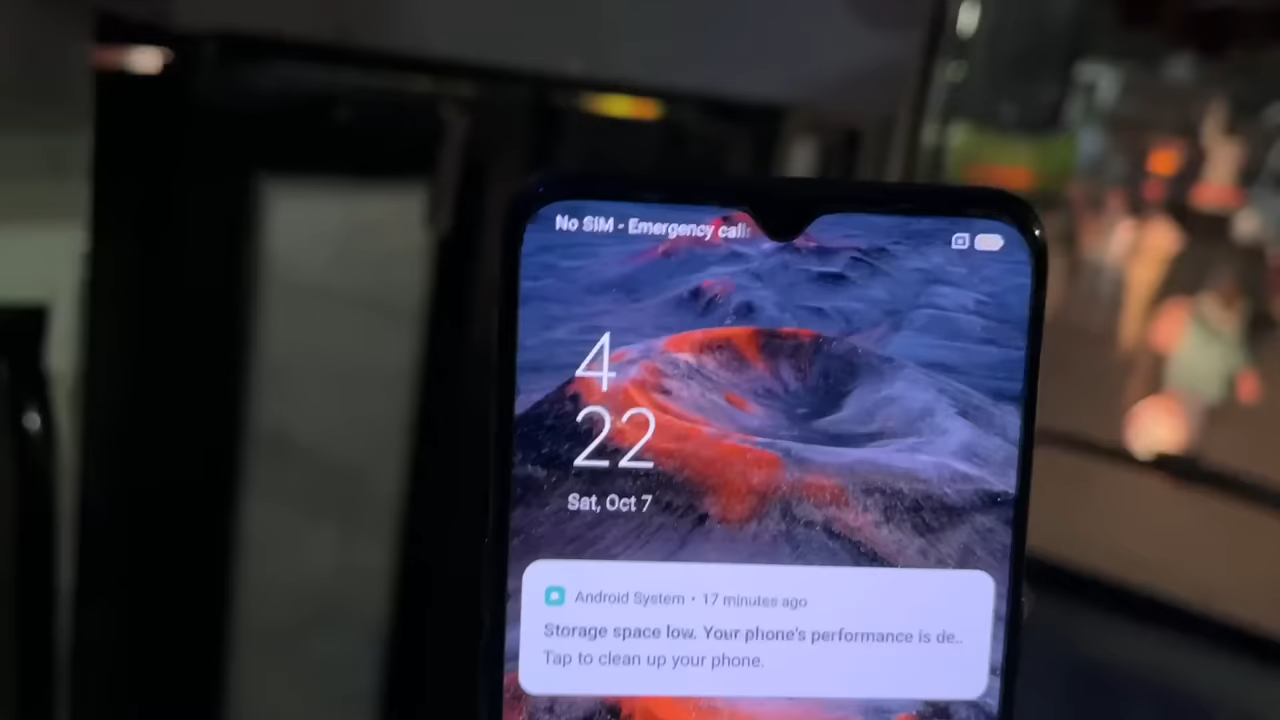 No SIM - Emergency call
4
22
Sat, Oct 7
Android System • 17 minutes ago
Storage space low. Your phone's performance is de..
Tap to clean up your phone.